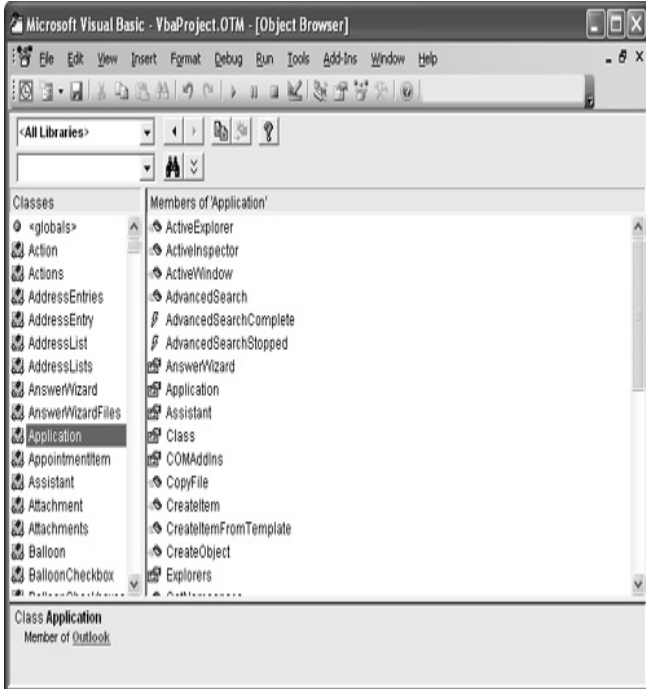 Microsoft Visual Basic - VbaProject.OTM - [Object Browser]
File Edit View Insert Format Debug Run Tools Add-Ins Window Help
<All Libraries>
Classes
<globals>
Action
Actions
AddressEntries
AddressEntry
AddressList
AddressLists
AnswerWizard
AnswerWizardFiles
Application
AppointmentItem
Assistant
Attachment
Attachments
Balloon
BalloonCheckbox
Members of 'Application'
ActiveExplorer
ActiveInspector
ActiveWindow
AdvancedSearch
AdvancedSearchComplete
AdvancedSearchStopped
AnswerWizard
Application
Assistant
Class
COMAddIns
CopyFile
CreateItem
CreateItemFromTemplate
CreateObject
Explorers
Class Application
Member of Outlook